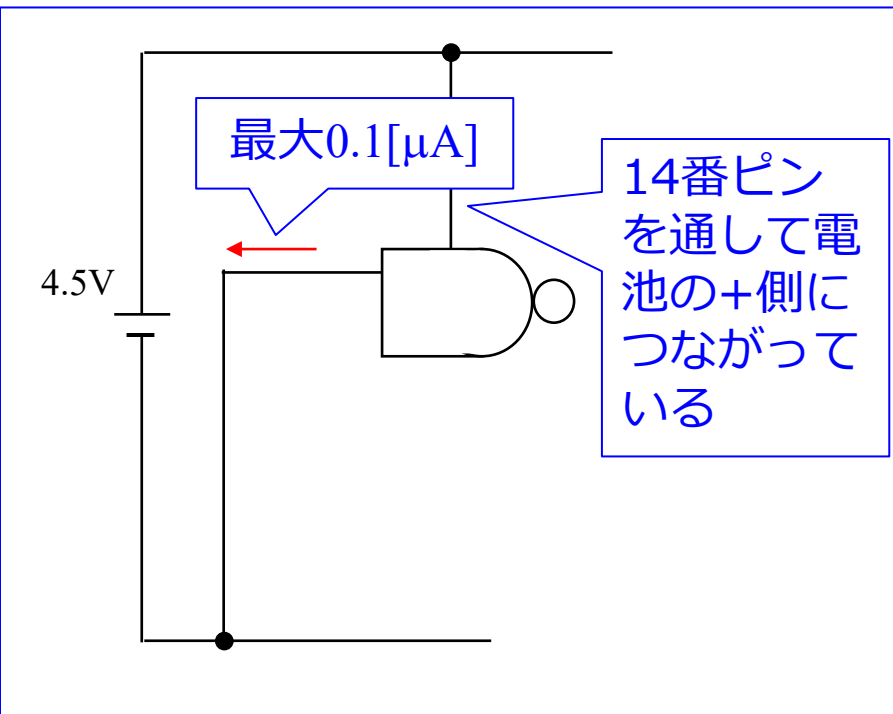 最大0.1[μA]
14番ピン
を通して電
池の+側に
つながって
いる
4.5V